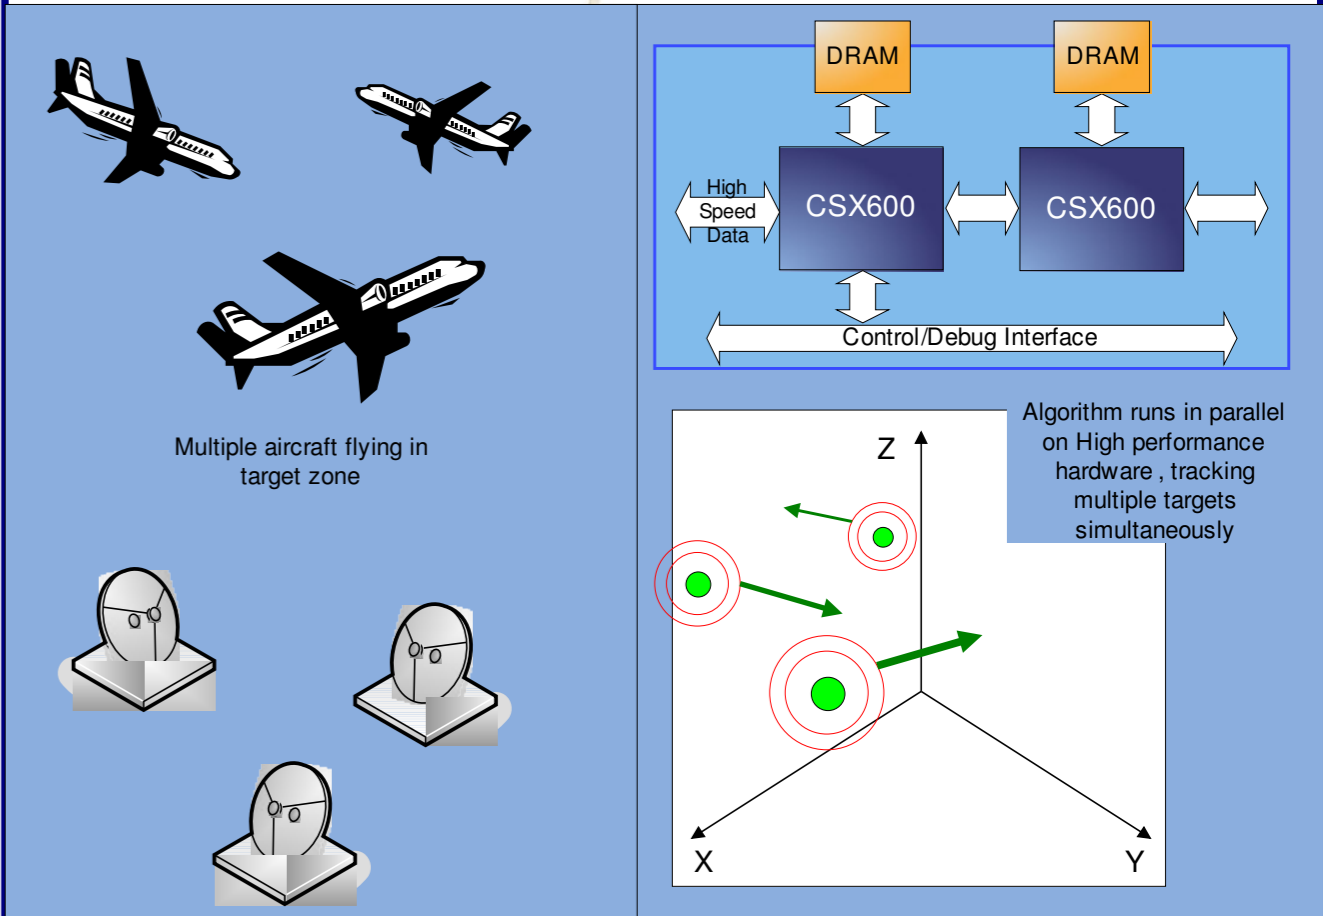 Multiple aircraft flying in
target zone
DRAM
DRAM
High
Speed
Data
CSX600
CSX600
Control/Debug Interface
Algorithm runs in parallel
on High performance
hardware , tracking
multiple targets
simultaneously
Z
X
Y